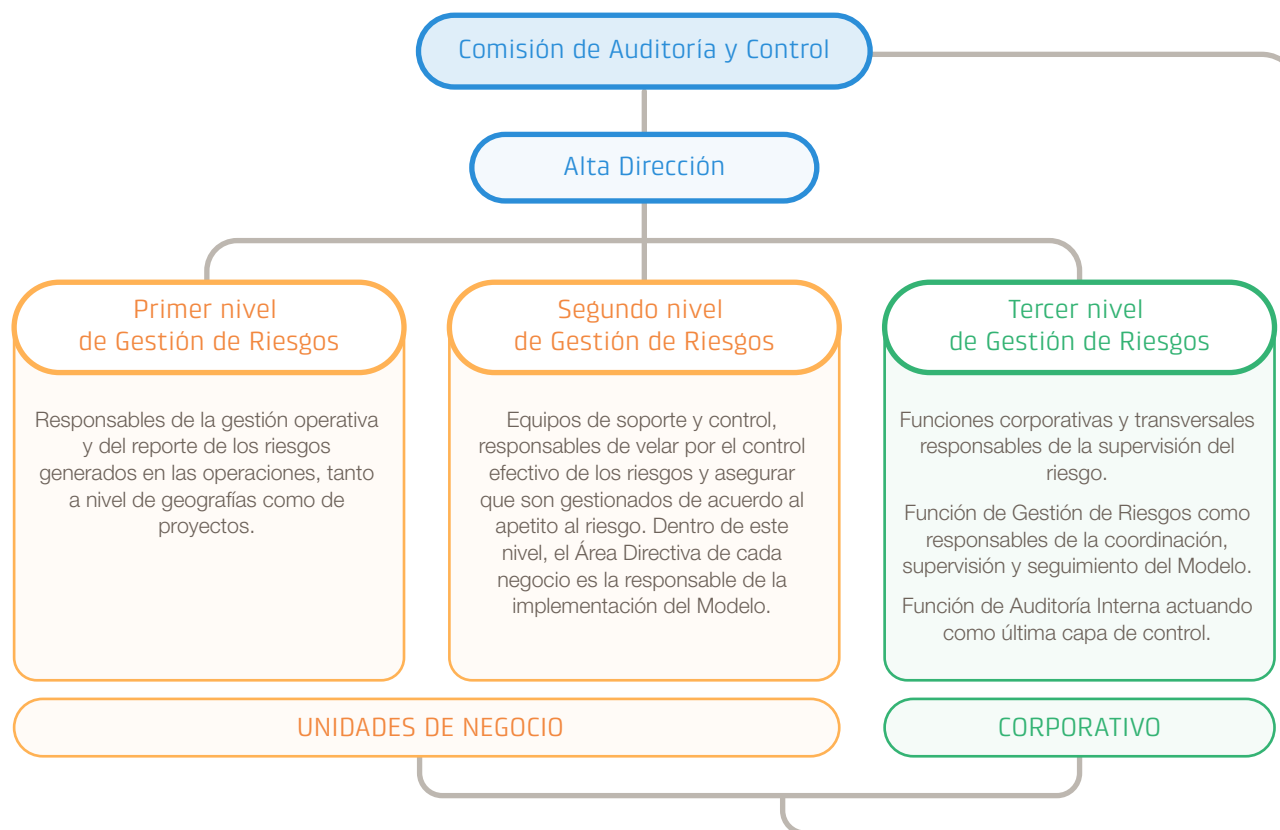 Comisión de Auditoría y Control
Alta Dirección
Primer nivel
de Gestión de Riesgos
Responsables de la gestión operativa
y del reporte de los riesgos
generados en las operaciones, tanto
a nivel de geografías como de
proyectos.
Segundo nivel
de Gestión de Riesgos
Equipos de soporte y control,
responsables de velar por el control
efectivo de los riesgos y asegurar
que son gestionados de acuerdo al
apetito al riesgo. Dentro de este
nivel, el Área Directiva de cada
negocio es la responsable de la
implementación del Modelo.
Tercer nivel
de Gestión de Riesgos
Funciones corporativas y transversales
responsables de la supervisión del
riesgo.
Función de Gestión de Riesgos como
responsables de la coordinación,
supervisión y seguimiento del Modelo.
Función de Auditoría Interna actuando
como última capa de control.
UNIDADES DE NEGOCIO
CORPORATIVO